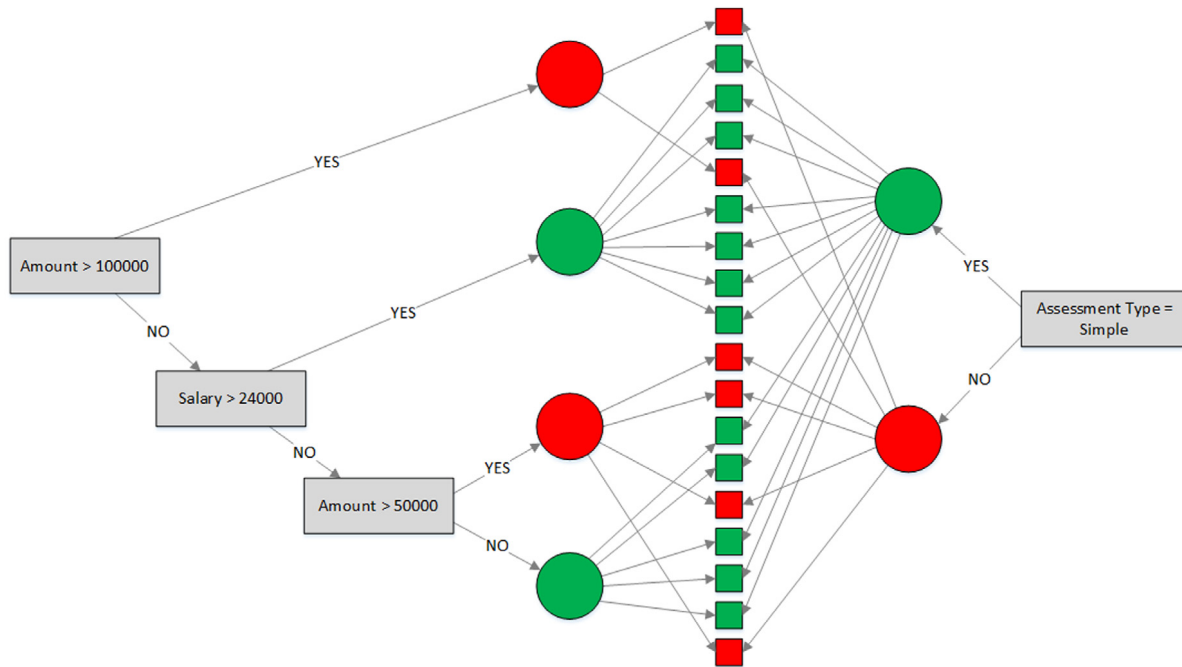 YES
Amount > 100000
NO
YES
Salary > 24000
NO
YES
Amount > 50000
NO
YES
Assessment Type =
Simple
NO